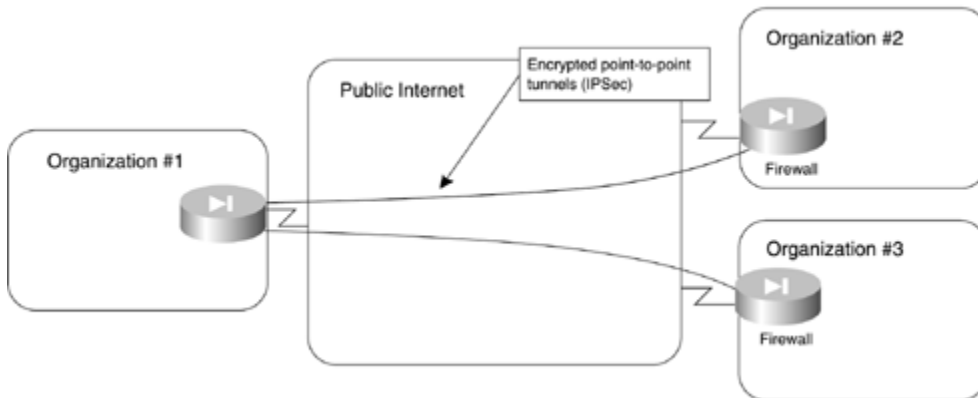 Organization #2
Encrypted point-to-point
tunnels (IPSec)
Public Internet
Organization #1
Firewall
Organization #3
Firewall